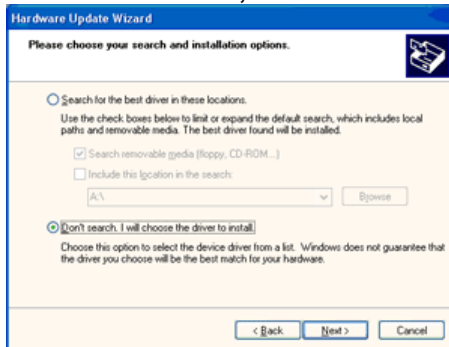 Hardware Update Wizard
Please choose your search and installation options.
Search for the best driver in these locations.
Use the check boxes below to limit or expand the default search, which includes local
paths and removable media. The best driver found will be installed.
Search removable media (floppy, CD-ROM...)
Include this location in the search:
A:\
Browse
Don't search. I will choose the driver to install.
Choose this option to select the device driver from a list. Windows does not guarantee that
the driver you choose will be the best match for your hardware.
< Back
Next >
Cancel